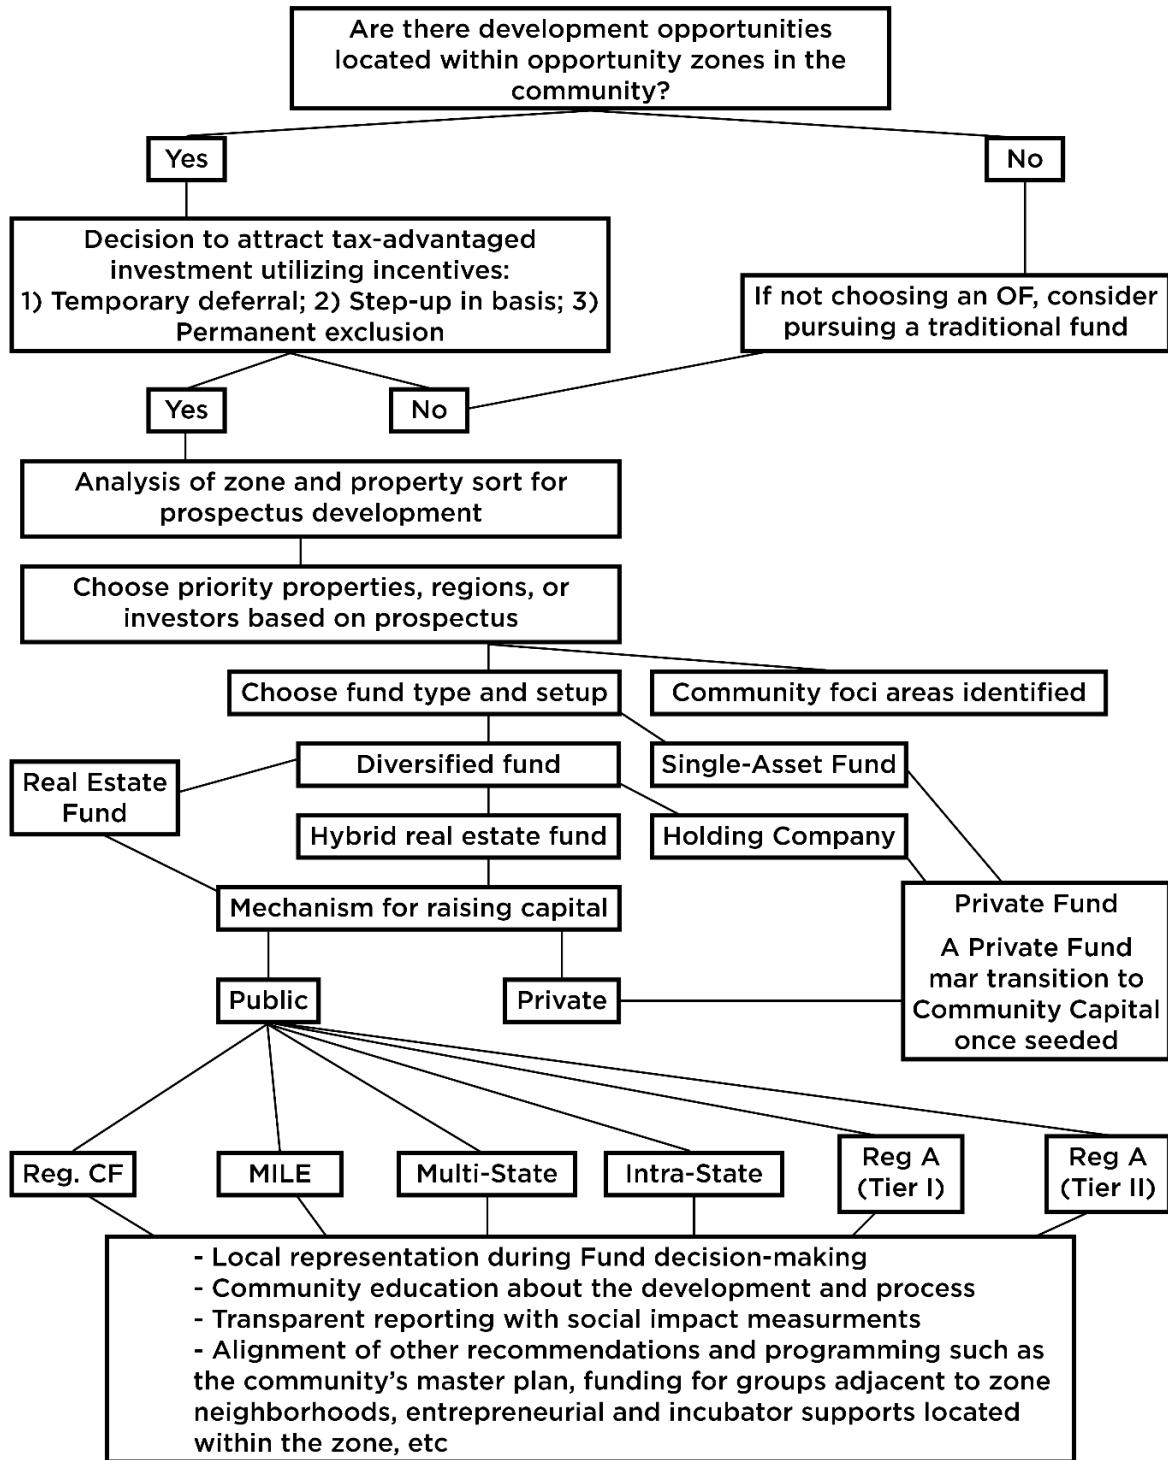 Are there development opportunities
located within opportunity zones in the
community?
Yes
No
Decision to attract tax-advantaged
investment utilizing incentives:
1) Temporary deferral; 2) Step-up in basis; 3)
Permanent exclusion
If not choosing an OF, consider
pursuing a traditional fund
Yes
No
Analysis of zone and property sort for
prospectus development
Choose priority properties, regions, or
investors based on prospectus
Choose fund type and setup
Community foci areas identified
Real Estate
Fund
Diversified fund
Single-Asset Fund
Hybrid real estate fund
Holding Company
Mechanism for raising capital
Private Fund
A Private Fund
mar transition to
Community Capital
once seeded
Public
Private
Reg. CF
MILE
Multi-State
Intra-State
Reg A
(Tier I)
Reg A
(Tier II)
- Local representation during Fund decision-making
- Community education about the development and process
- Transparent reporting with social impact measurments
- Alignment of other recommendations and programming such as
the community's master plan, funding for groups adjacent to zone
neighborhoods, entrepreneurial and incubator supports located
within the zone, etc